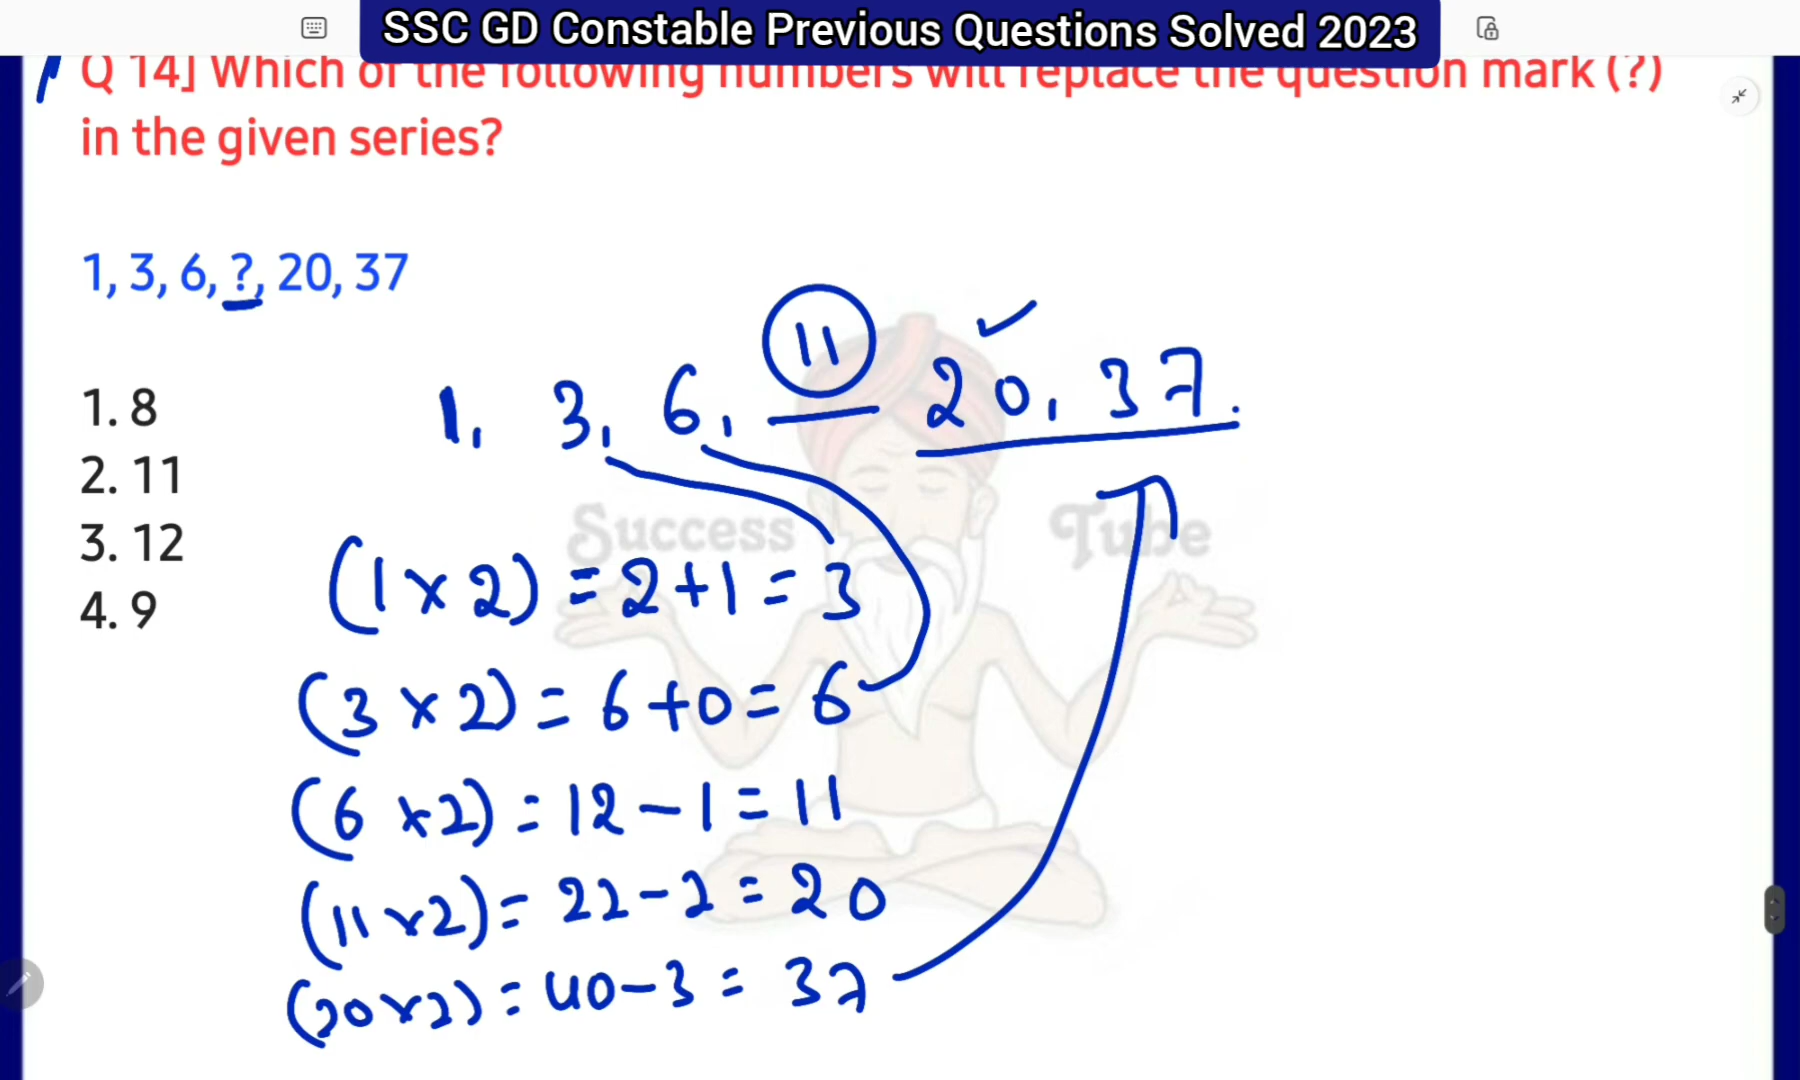 SSC GD Constable Previous Questions Solved 2023
Q 14] Which of the following numbers will replace the question mark (?)
in the given series?
1, 3, 6, ?, 20, 37
1. 8
2. 11
3. 12
4. 9
1, 3, 6, 11 20, 37.
Success Tube
(1 x 2) = 2 + 1 = 3
(3 x 2) = 6 + 0 = 6
(6 x 2) = 12 - 1 = 11
(11 x 2) = 22 - 2 = 20
(20 x 2) = 40 - 3 = 37